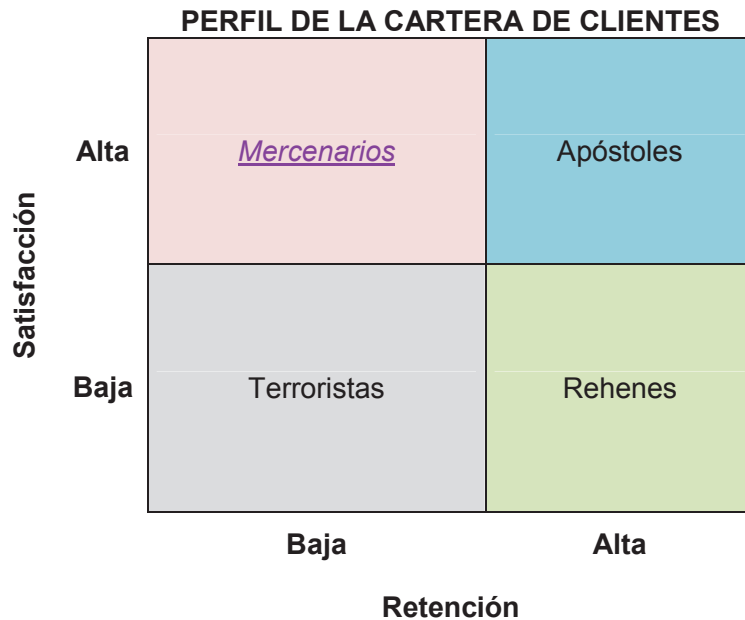 PERFIL DE LA CARTERA DE CLIENTES
Satisfacción
Alta
Mercenarios
Apóstoles
Baja
Terroristas
Rehenes
Baja
Alta
Retención